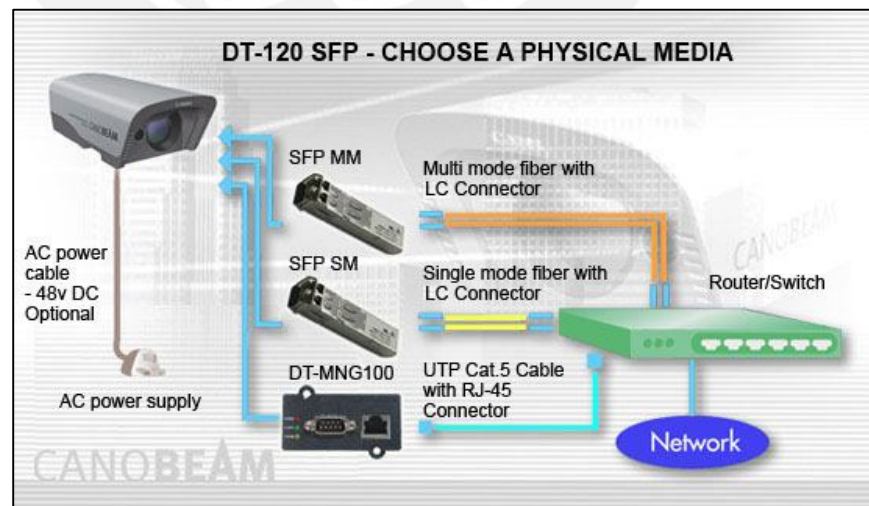 DT-120 SFP - CHOOSE A PHYSICAL MEDIA
CANOBEAM
SFP MM
Multi mode fiber with
LC Connector
CANOBEAM
AC power
cable
- 48v DC
Optional
SFP SM
Single mode fiber with
LC Connector
Router/Switch
DT-MNG100
UTP Cat.5 Cable
with RJ-45
Connector
AC power supply
Network
CANOBEAM